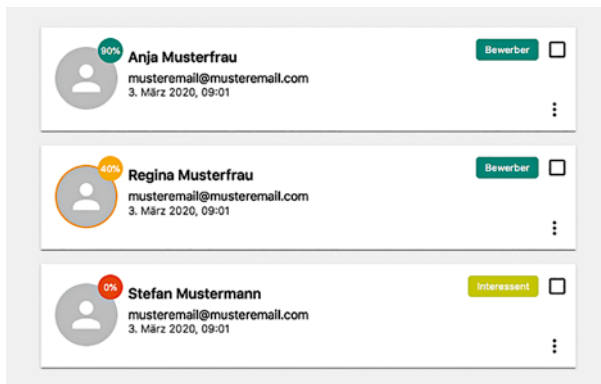 90%
Anja Musterfrau
Bewerber
musteremail@musteremail.com
3. März 2020, 09:01
40%
Regina Musterfrau
Bewerber
musteremail@musteremail.com
3. März 2020, 09:01
0%
Stefan Mustermann
Interessent
musteremail@musteremail.com
3. März 2020, 09:01